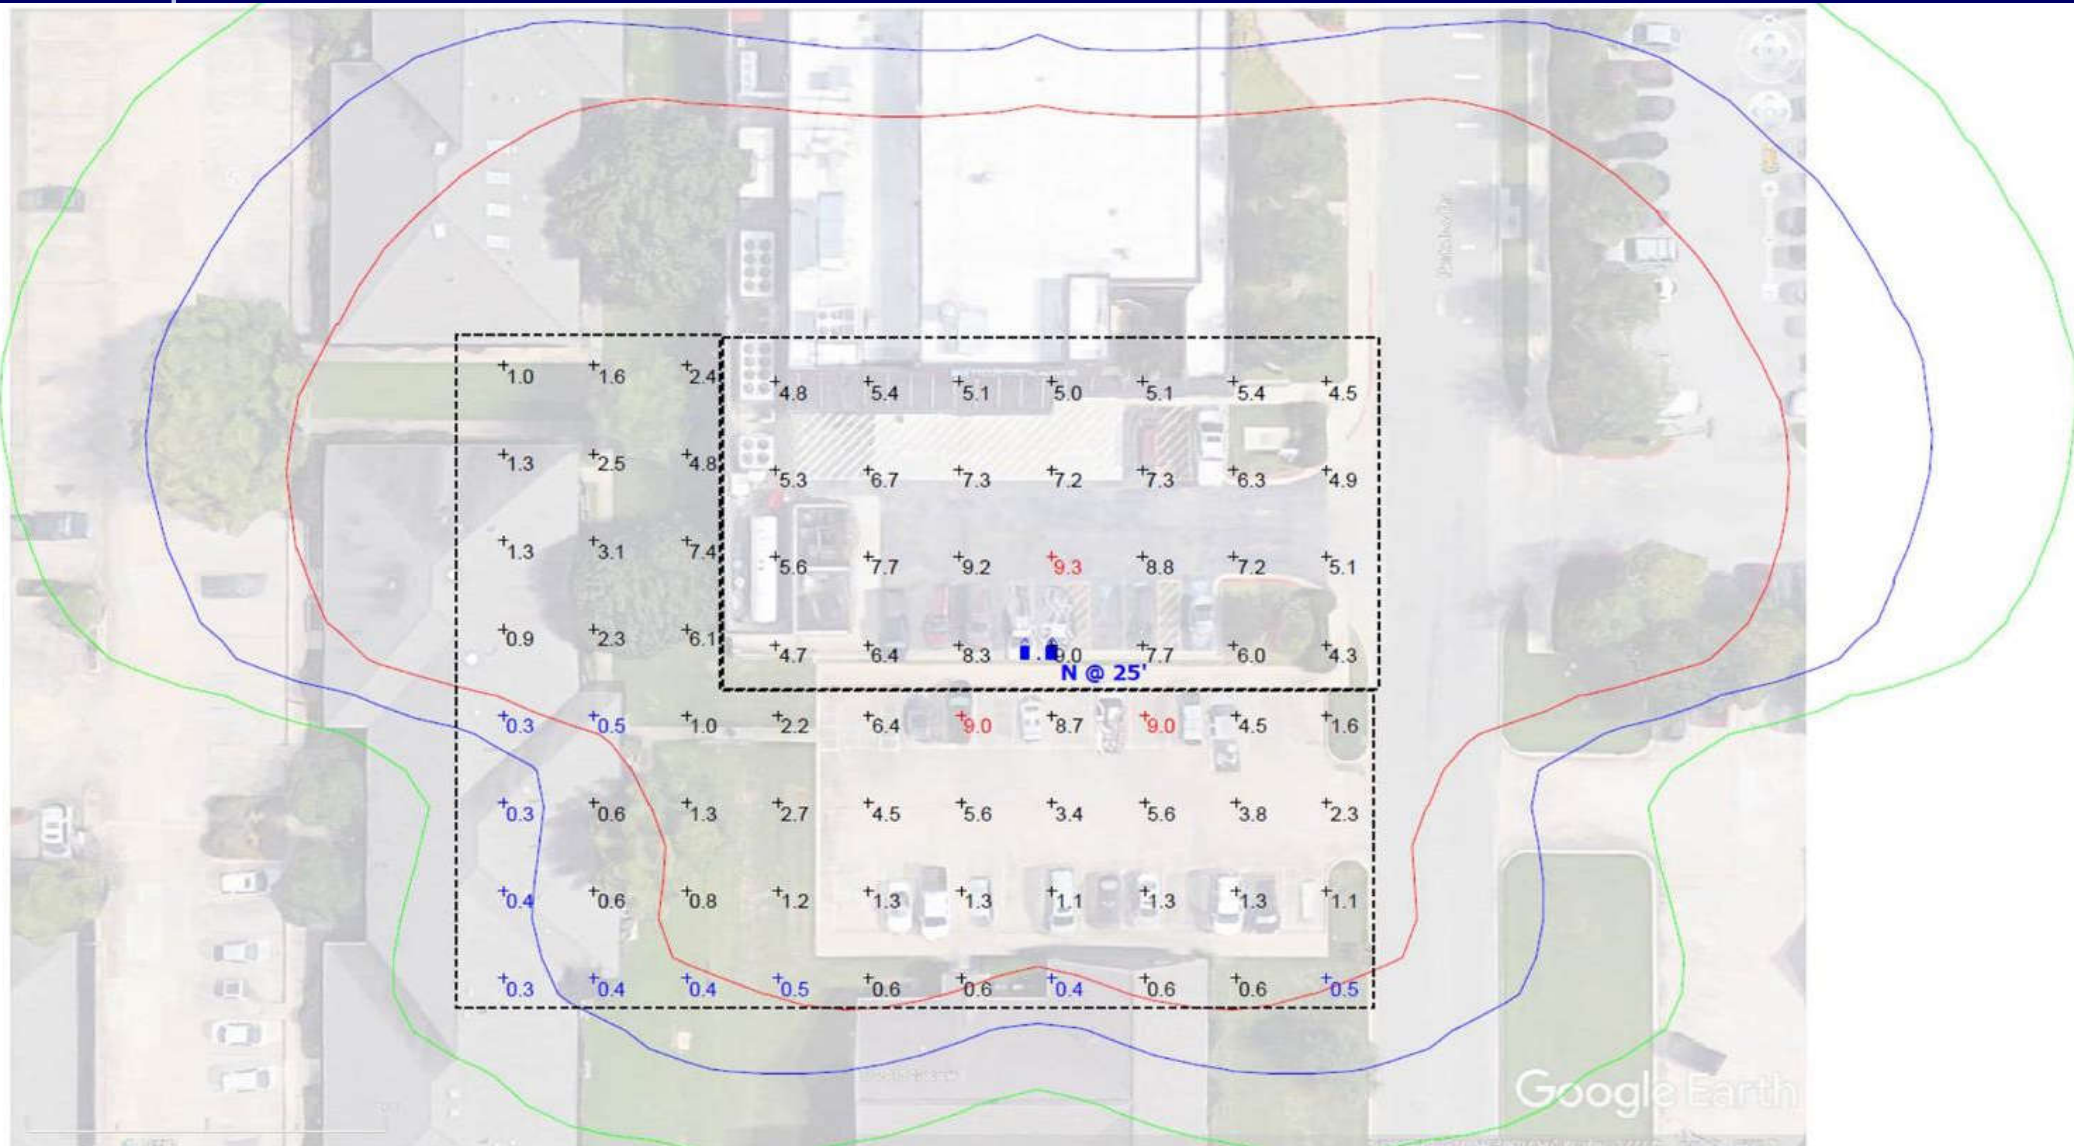 +1.0 +1.6 +2.4
+4.8 +5.4 +5.1 +5.0 +5.1 +5.4 +4.5
+1.3 +2.5 +4.8
+5.3 +6.7 +7.3 +7.2 +7.3 +6.3 +4.9
+1.3 +3.1 +7.4
+5.6 +7.7 +9.2 +9.3 +8.8 +7.2 +5.1
+0.9 +2.3 +6.1
+4.7 +6.4 +8.3 +9.0 +7.7 +6.0 +4.3
N @ 25'
+0.3 +0.5 +1.0 +2.2 +6.4 +9.0 +8.7 +9.0 +4.5 +1.6
+0.3 +0.6 +1.3 +2.7 +4.5 +5.6 +3.4 +5.6 +3.8 +2.3
+0.4 +0.6 +0.8 +1.2 +1.3 +1.3 +1.1 +1.3 +1.3 +1.1
+0.3 +0.4 +0.4 +0.5 +0.6 +0.6 +0.4 +0.6 +0.6 +0.5
Google Earth